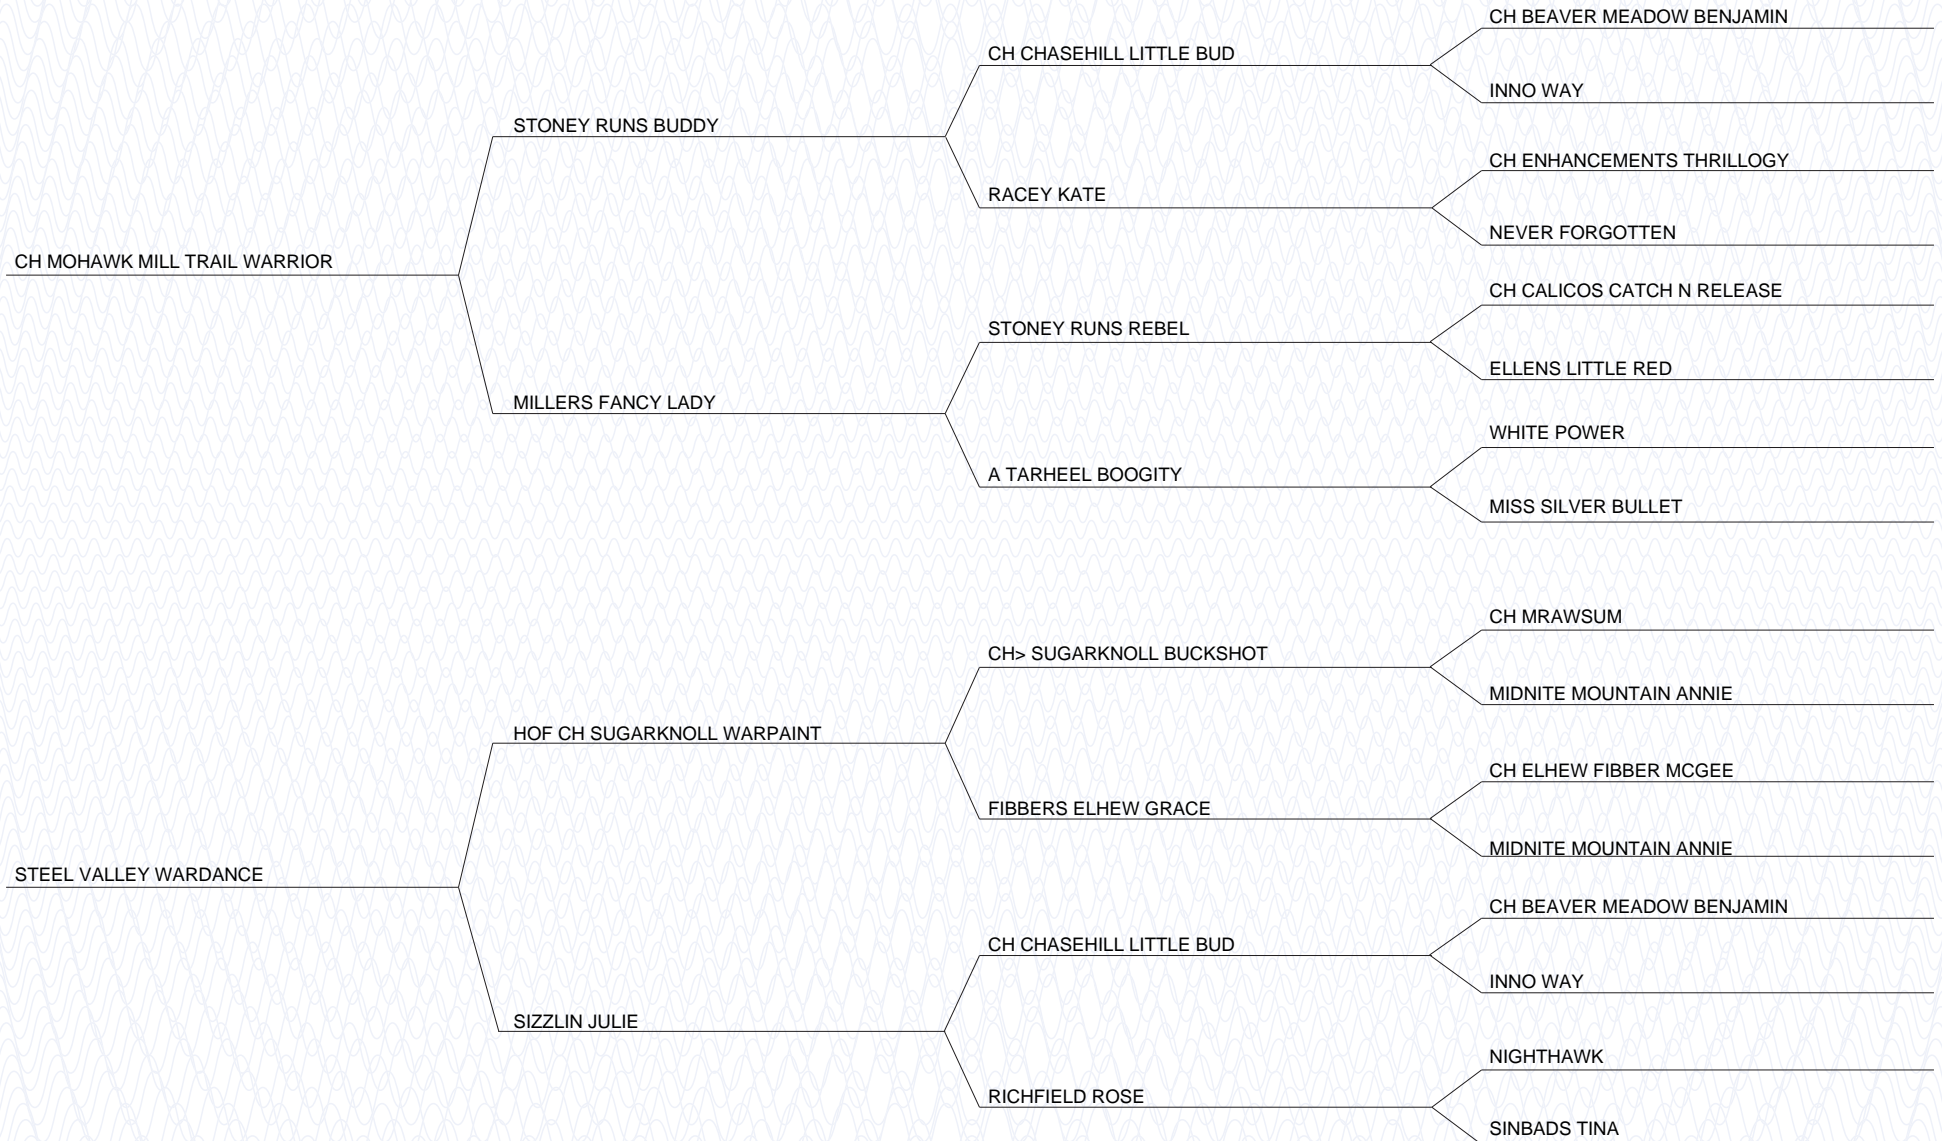 CH BEAVER MEADOW BENJAMIN
CH CHASEHILL LITTLE BUD
INNO WAY
STONEY RUNS BUDDY
CH ENHANCEMENTS THRILLOGY
RACEY KATE
NEVER FORGOTTEN
CH MOHAWK MILL TRAIL WARRIOR
CH CALICOS CATCH N RELEASE
STONEY RUNS REBEL
ELLENS LITTLE RED
MILLERS FANCY LADY
WHITE POWER
A TARHEEL BOOGITY
MISS SILVER BULLET
CH MRAWSUM
CH> SUGARKNOLL BUCKSHOT
MIDNITE MOUNTAIN ANNIE
HOF CH SUGARKNOLL WARPAINT
CH ELHEW FIBBER MCGEE
FIBBERS ELHEW GRACE
MIDNITE MOUNTAIN ANNIE
STEEL VALLEY WARDANCE
CH BEAVER MEADOW BENJAMIN
CH CHASEHILL LITTLE BUD
INNO WAY
SIZZLIN JULIE
NIGHTHAWK
RICHFIELD ROSE
SINBADS TINA